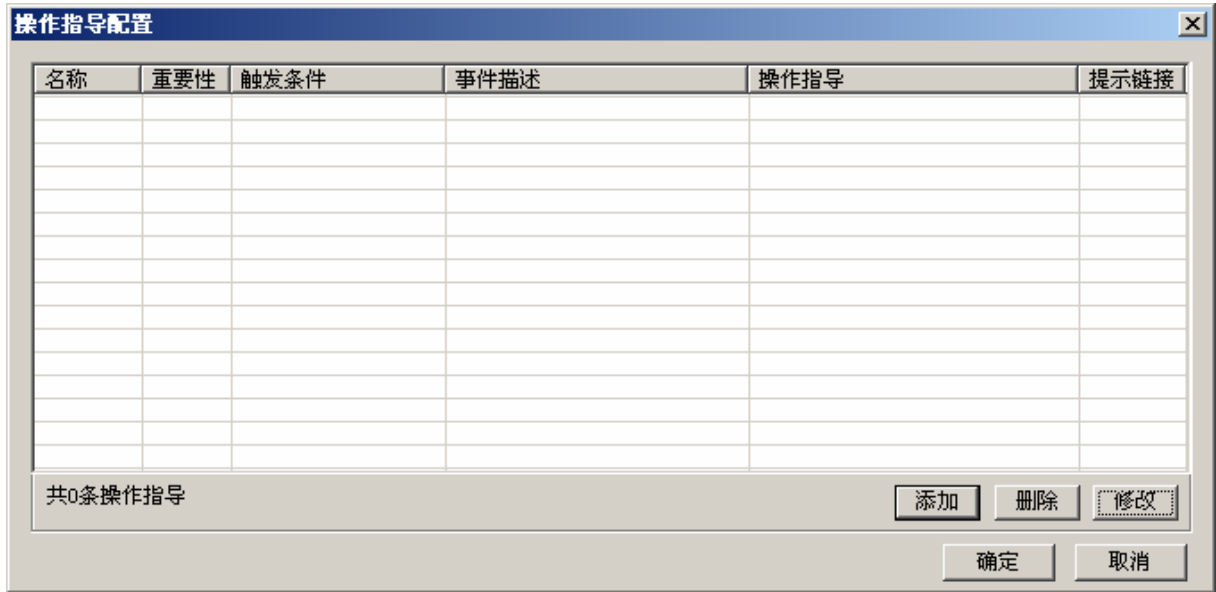 操作指导配置
名称 重要性 触发条件 事件描述 操作指导 提示链接
共0条操作指导 添加 删除 修改
确定 取消